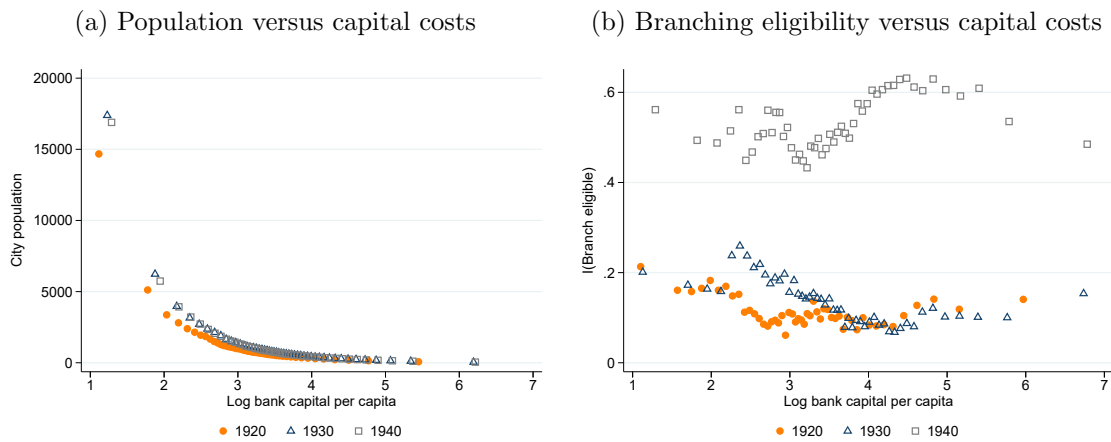 (a) Population versus capital costs
20000
15000
10000
5000
0
City population
1 2 3 4 5 6 7
Log bank capital per capita
1920 1930 1940
(b) Branching eligibility versus capital costs
.6
.4
.2
0
I(Branch eligible)
1 2 3 4 5 6 7
Log bank capital per capita
1920 1930 1940